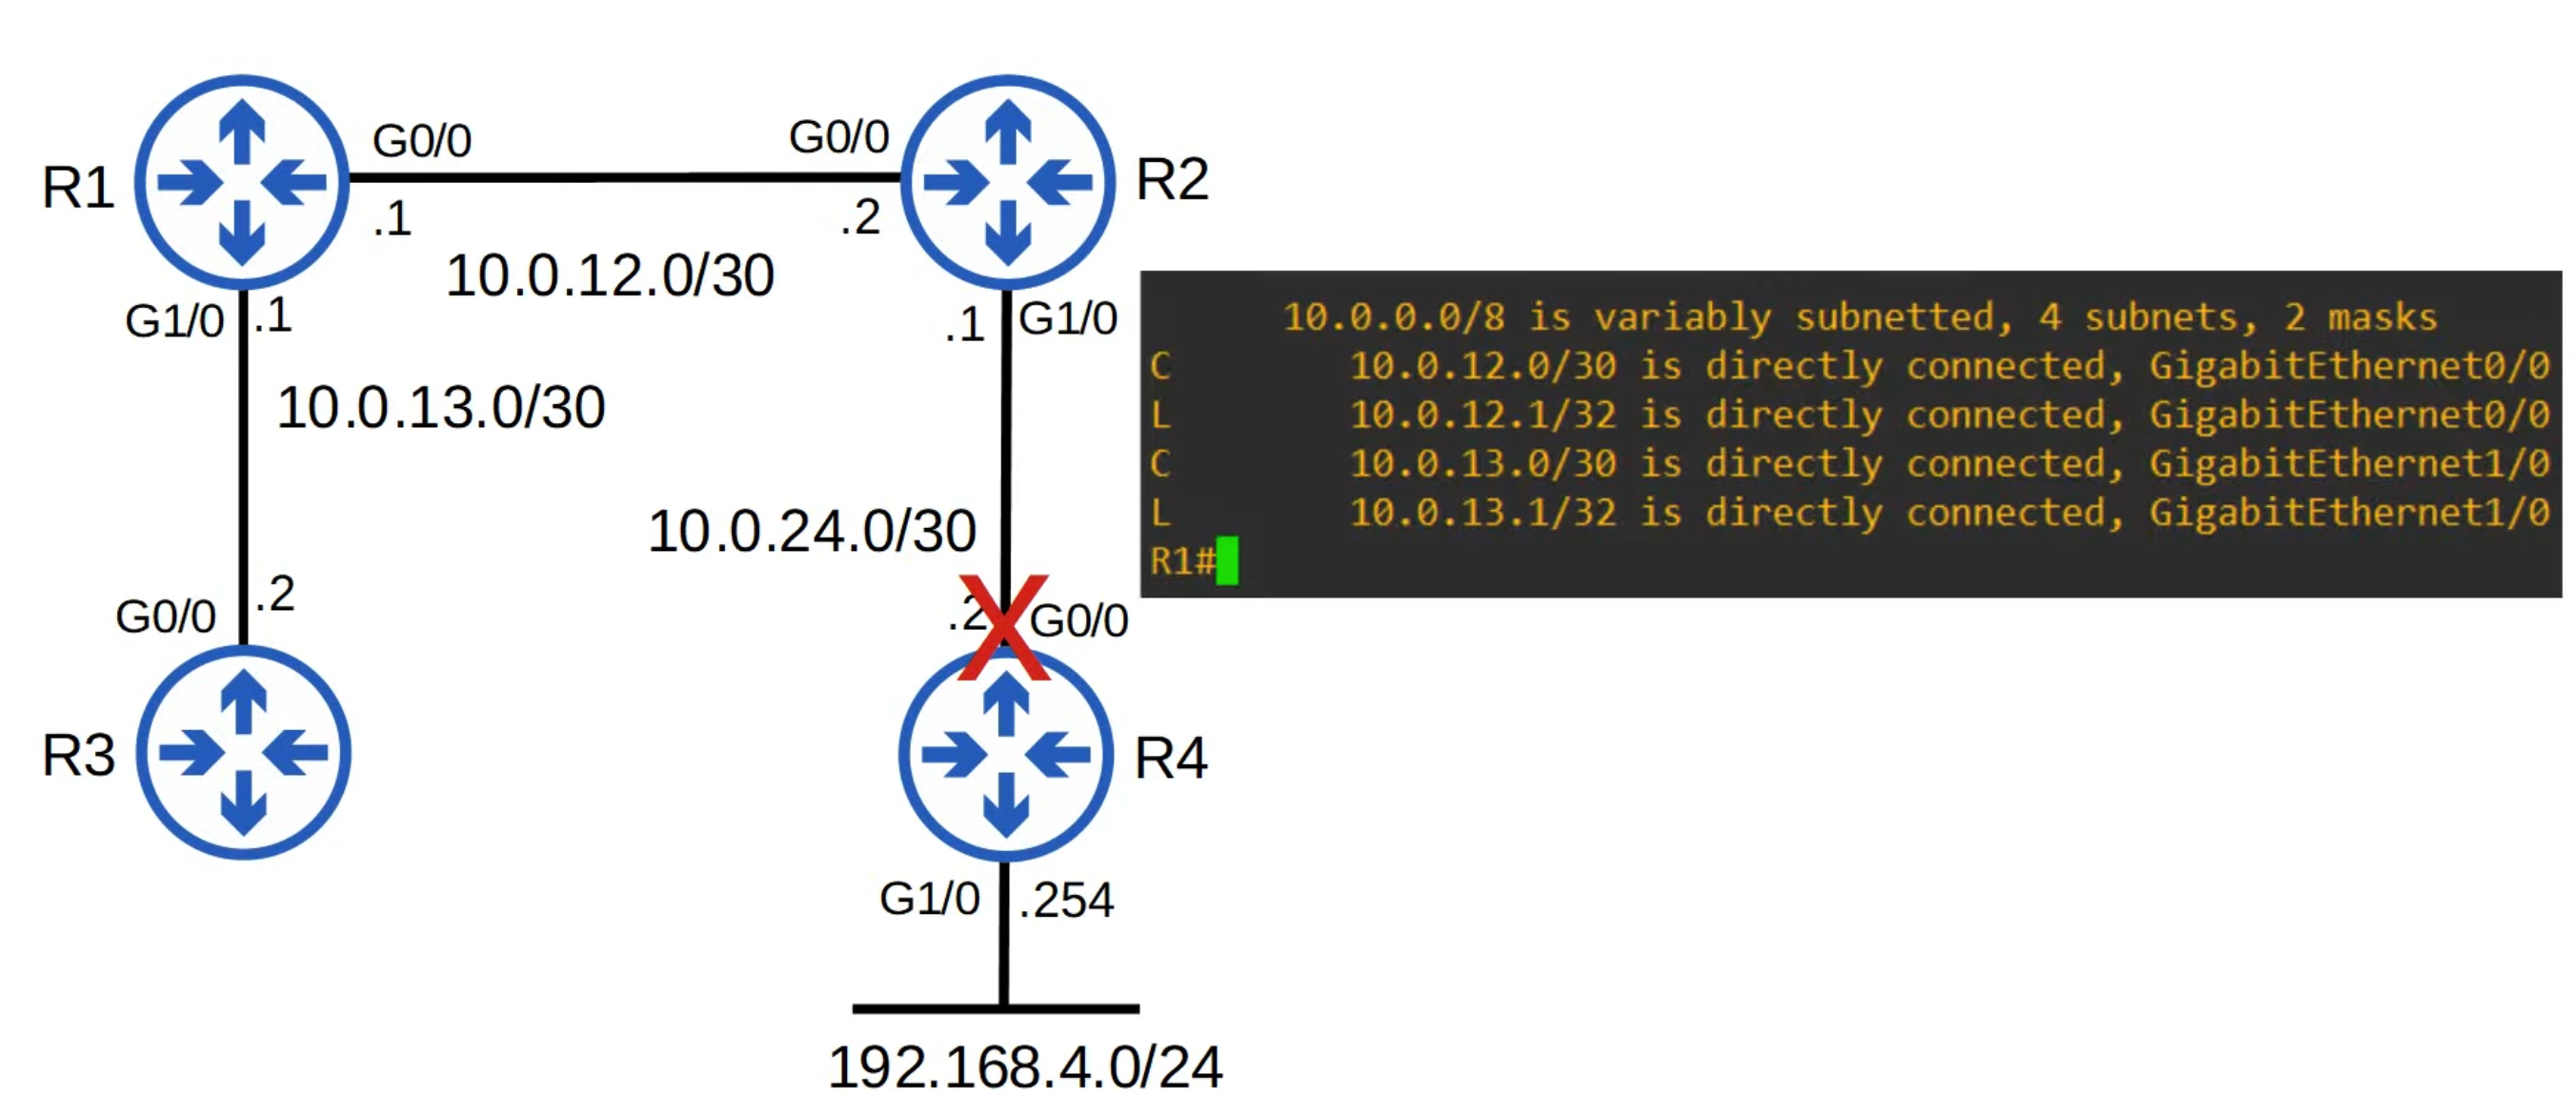 G0/0
G0/0
R1
R2
.1
.2
10.0.12.0/30
G1/0
.1
.1
G1/0
10.0.13.0/30
10.0.0.0/8 is variably subnetted, 4 subnets, 2 masks
C 10.0.12.0/30 is directly connected, GigabitEthernet0/0
L 10.0.12.1/32 is directly connected, GigabitEthernet0/0
C 10.0.13.0/30 is directly connected, GigabitEthernet1/0
L 10.0.13.1/32 is directly connected, GigabitEthernet1/0
R1#
10.0.24.0/30
G0/0
.2
.2
X
G0/0
R3
R4
G1/0
.254
192.168.4.0/24